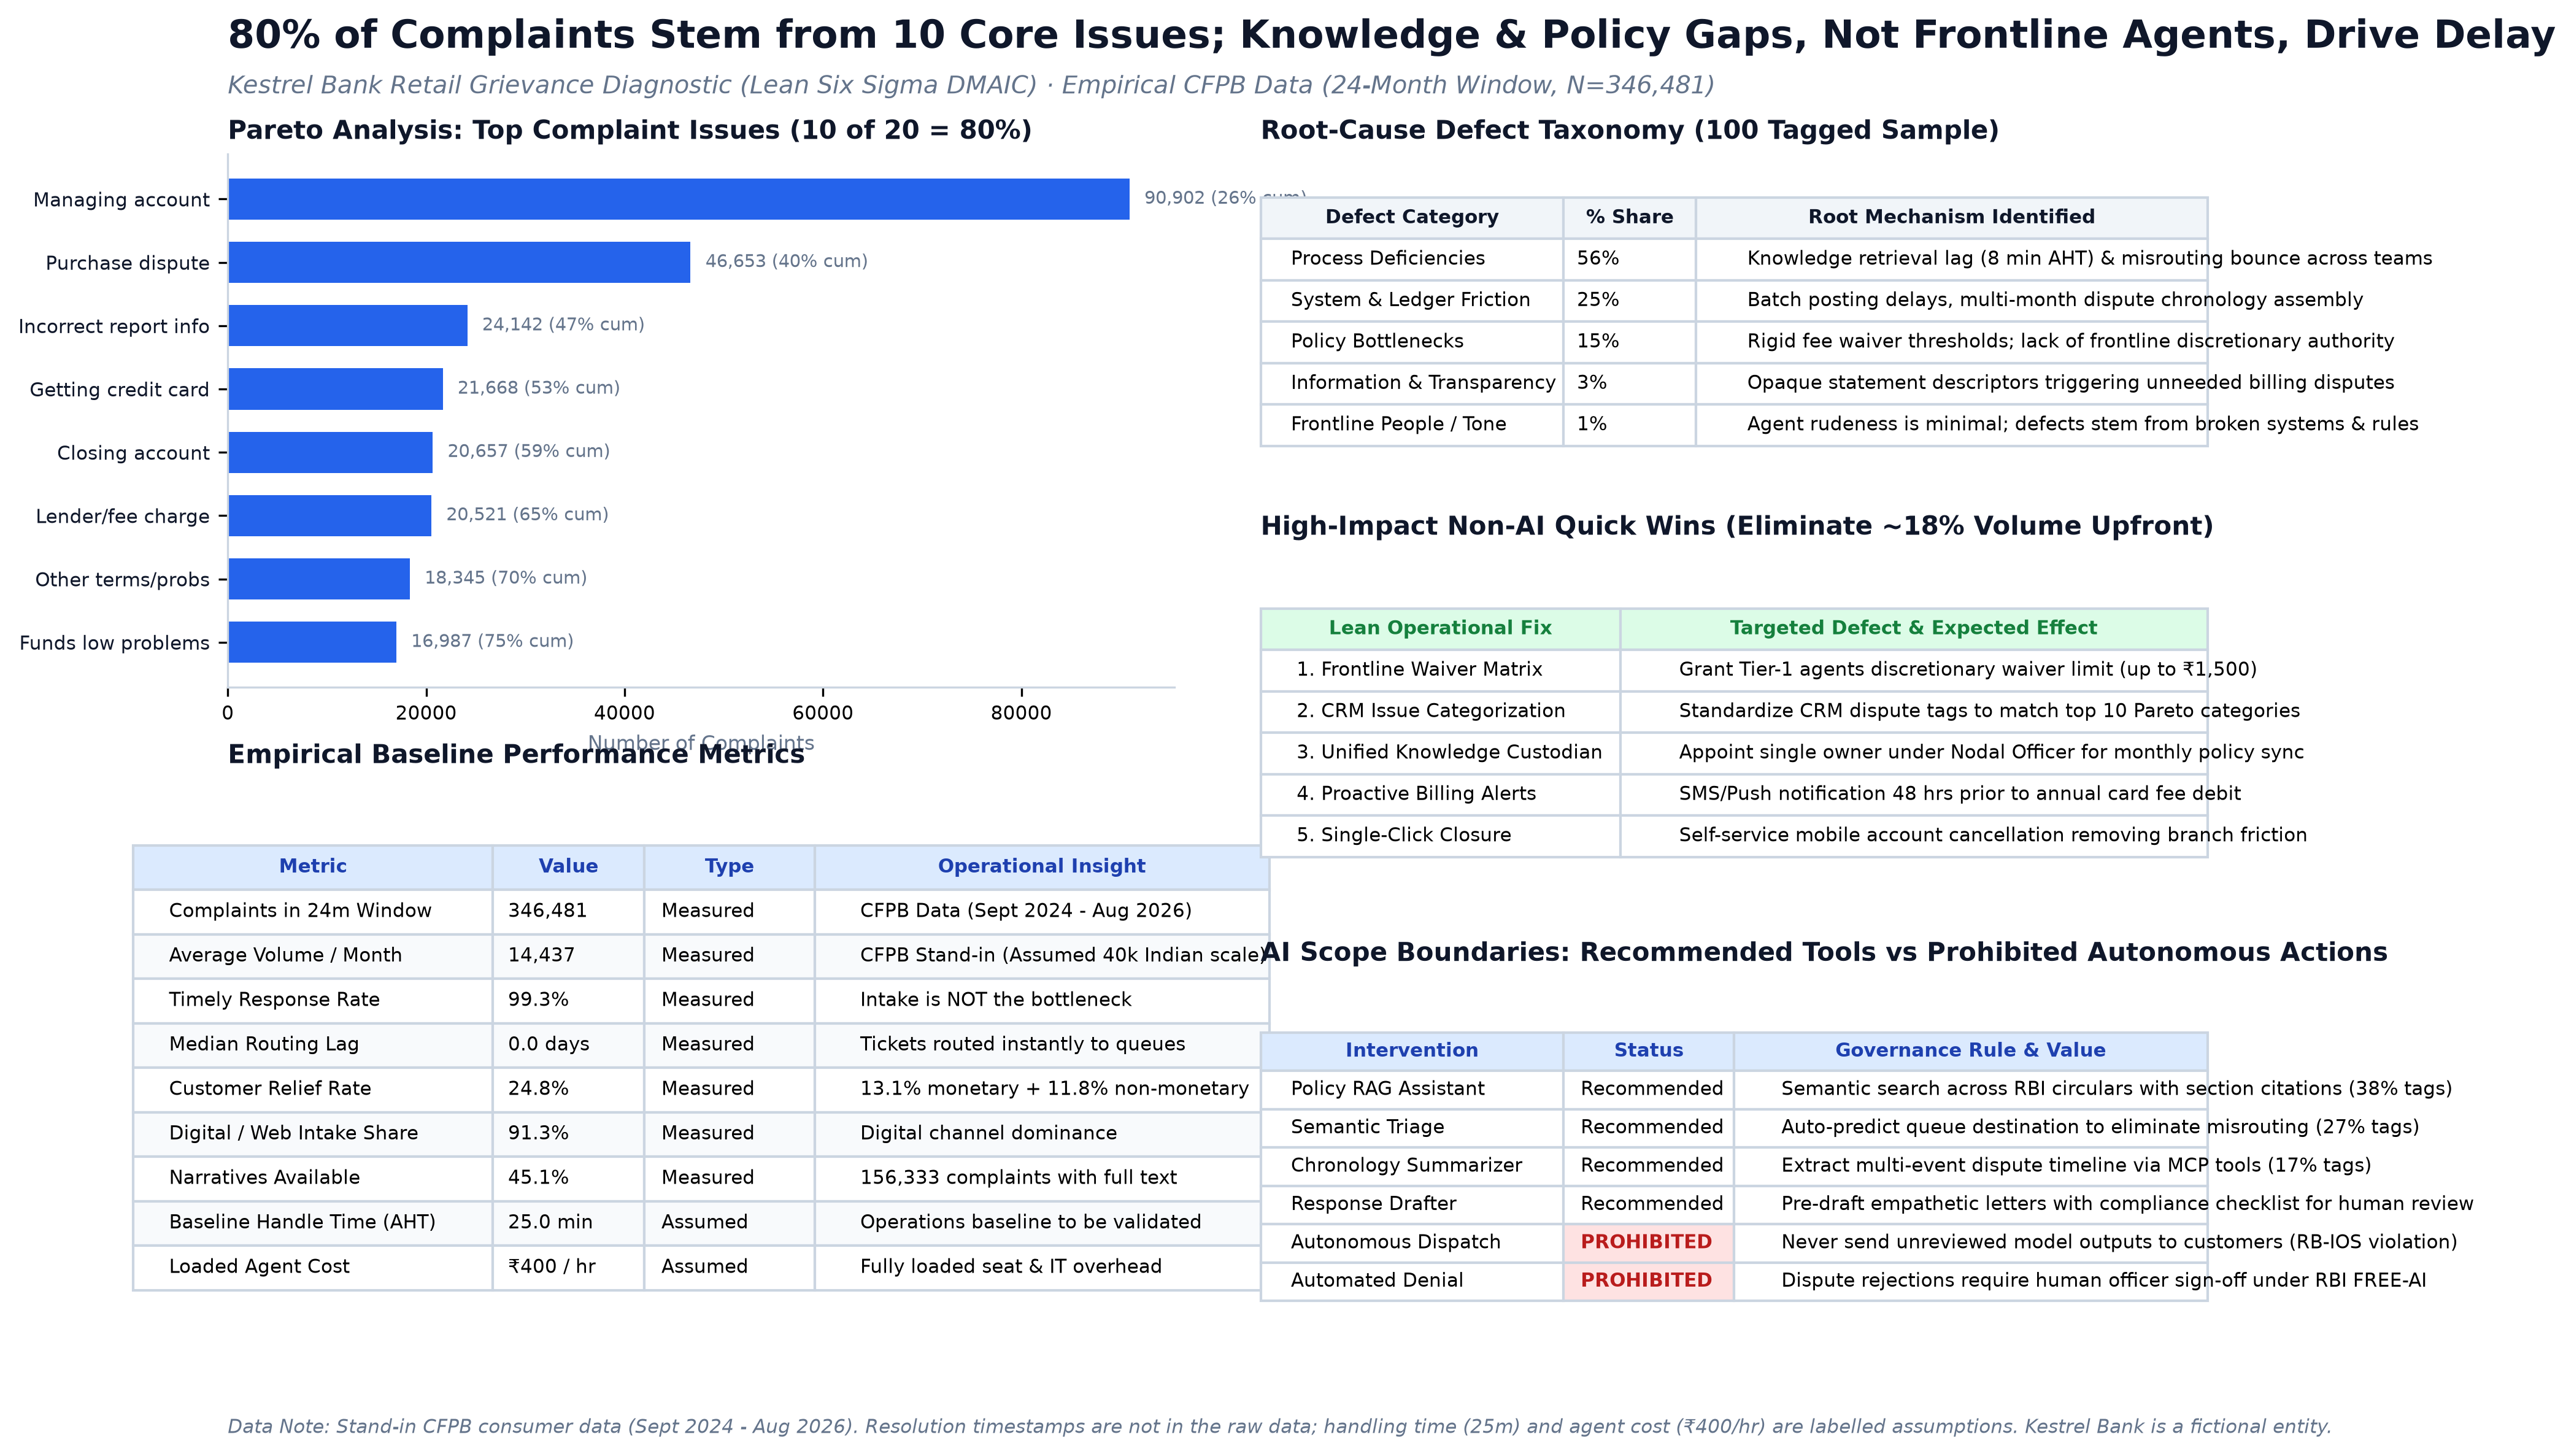 80% of Complaints Stem from 10 Core Issues; Knowledge & Policy Gaps, Not Frontline Agents, Drive Delay
Kestrel Bank Retail Grievance Diagnostic (Lean Six Sigma DMAIC) · Empirical CFPB Data (24-Month Window, N=346,481)
Pareto Analysis: Top Complaint Issues (10 of 20 = 80%)
Managing account 90,902 (26% cum)
Purchase dispute 46,653 (40% cum)
Incorrect report info 24,142 (47% cum)
Getting credit card 21,668 (53% cum)
Closing account 20,657 (59% cum)
Lender/fee charge 20,521 (65% cum)
Other terms/probs 18,345 (70% cum)
Funds low problems 16,987 (75% cum)
0 20000 40000 60000 80000
Number of Complaints
Empirical Baseline Performance Metrics
Metric Value Type Operational Insight
Complaints in 24m Window 346,481 Measured CFPB Data (Sept 2024 - Aug 2026)
Average Volume / Month 14,437 Measured CFPB Stand-in (Assumed 40k Indian scale)
Timely Response Rate 99.3% Measured Intake is NOT the bottleneck
Median Routing Lag 0.0 days Measured Tickets routed instantly to queues
Customer Relief Rate 24.8% Measured 13.1% monetary + 11.8% non-monetary
Digital / Web Intake Share 91.3% Measured Digital channel dominance
Narratives Available 45.1% Measured 156,333 complaints with full text
Baseline Handle Time (AHT) 25.0 min Assumed Operations baseline to be validated
Loaded Agent Cost ₹400 / hr Assumed Fully loaded seat & IT overhead
Root-Cause Defect Taxonomy (100 Tagged Sample)
Defect Category % Share Root Mechanism Identified
Process Deficiencies 56% Knowledge retrieval lag (8 min AHT) & misrouting bounce across teams
System & Ledger Friction 25% Batch posting delays, multi-month dispute chronology assembly
Policy Bottlenecks 15% Rigid fee waiver thresholds; lack of frontline discretionary authority
Information & Transparency 3% Opaque statement descriptors triggering unneeded billing disputes
Frontline People / Tone 1% Agent rudeness is minimal; defects stem from broken systems & rules
High-Impact Non-AI Quick Wins (Eliminate ~18% Volume Upfront)
Lean Operational Fix Targeted Defect & Expected Effect
1. Frontline Waiver Matrix Grant Tier-1 agents discretionary waiver limit (up to ₹1,500)
2. CRM Issue Categorization Standardize CRM dispute tags to match top 10 Pareto categories
3. Unified Knowledge Custodian Appoint single owner under Nodal Officer for monthly policy sync
4. Proactive Billing Alerts SMS/Push notification 48 hrs prior to annual card fee debit
5. Single-Click Closure Self-service mobile account cancellation removing branch friction
AI Scope Boundaries: Recommended Tools vs Prohibited Autonomous Actions
Intervention Status Governance Rule & Value
Policy RAG Assistant Recommended Semantic search across RBI circulars with section citations (38% tags)
Semantic Triage Recommended Auto-predict queue destination to eliminate misrouting (27% tags)
Chronology Summarizer Recommended Extract multi-event dispute timeline via MCP tools (17% tags)
Response Drafter Recommended Pre-draft empathetic letters with compliance checklist for human review
Autonomous Dispatch PROHIBITED Never send unreviewed model outputs to customers (RB-IOS violation)
Automated Denial PROHIBITED Dispute rejections require human officer sign-off under RBI FREE-AI
Data Note: Stand-in CFPB consumer data (Sept 2024 - Aug 2026). Resolution timestamps are not in the raw data; handling time (25m) and agent cost (₹400/hr) are labelled assumptions. Kestrel Bank is a fictional entity.